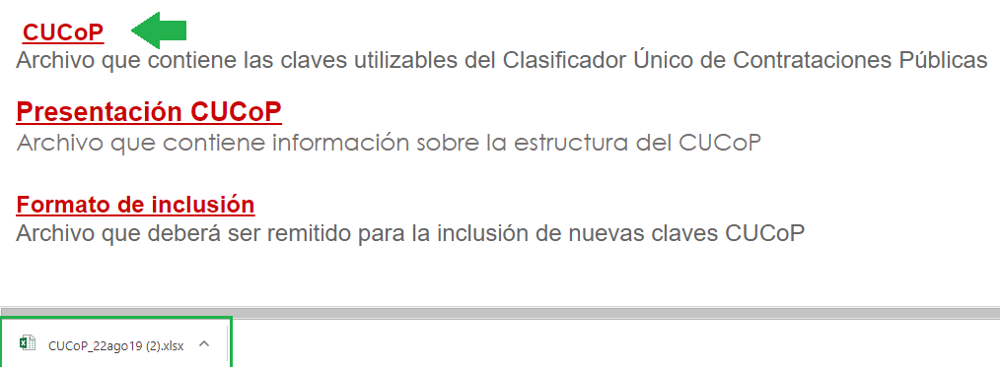 CUCoP
Archivo que contiene las claves utilizables del Clasificador Único de Contrataciones Públicas
Presentación CUCoP
Archivo que contiene información sobre la estructura del CUCoP
Formato de inclusión
Archivo que deberá ser remitido para la inclusión de nuevas claves CUCoP
CUCoP_22ago19 (2).xlsx